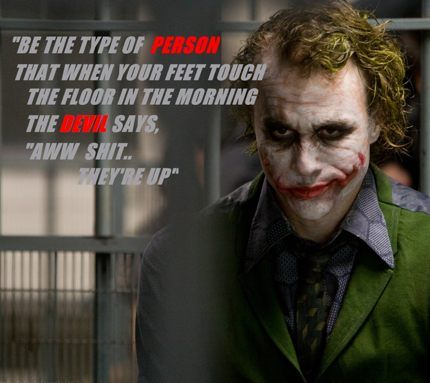 "BE THE TYPE OF PERSON
THAT WHEN YOUR FEET TOUCH
THE FLOOR IN THE MORNING
THE DEVIL SAYS,
"AWW SHIT..
THEY'RE UP"